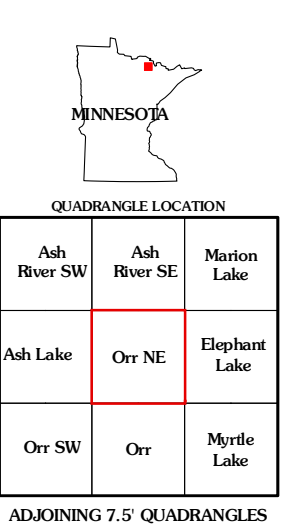 MINNESOTA
QUADRANGLE LOCATION
Ash
River SW
Ash
River SE
Marion
Lake
Ash Lake
Orr NE
Elephant
Lake
Orr SW
Orr
Myrtle
Lake
ADJOINING 7.5' QUADRANGLES